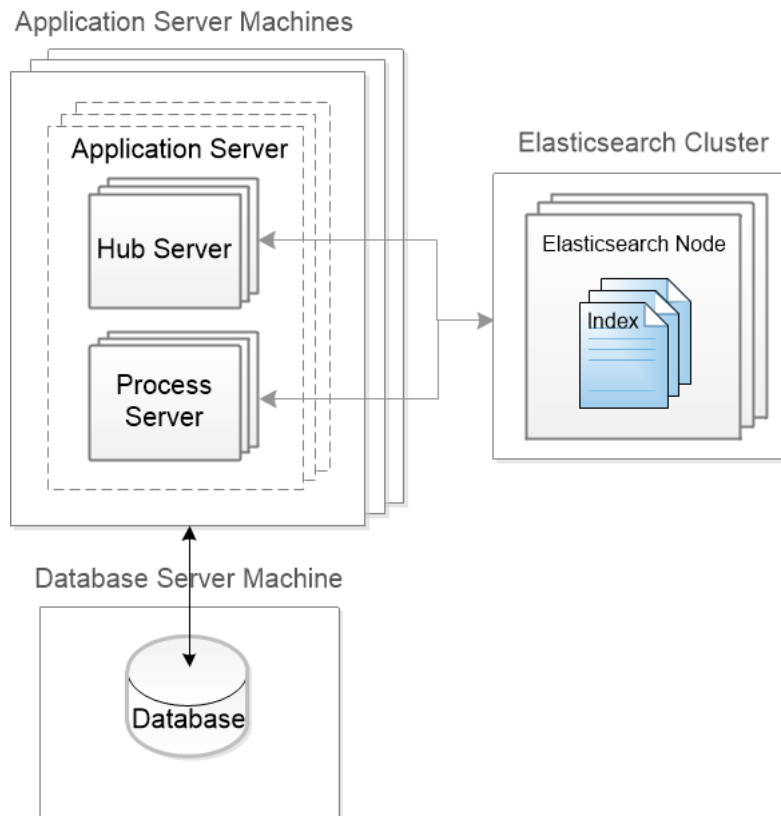 Application Server Machines
Application Server
Hub Server
Process
Server
Elasticsearch Cluster
Elasticsearch Node
Index
Database Server Machine
Database